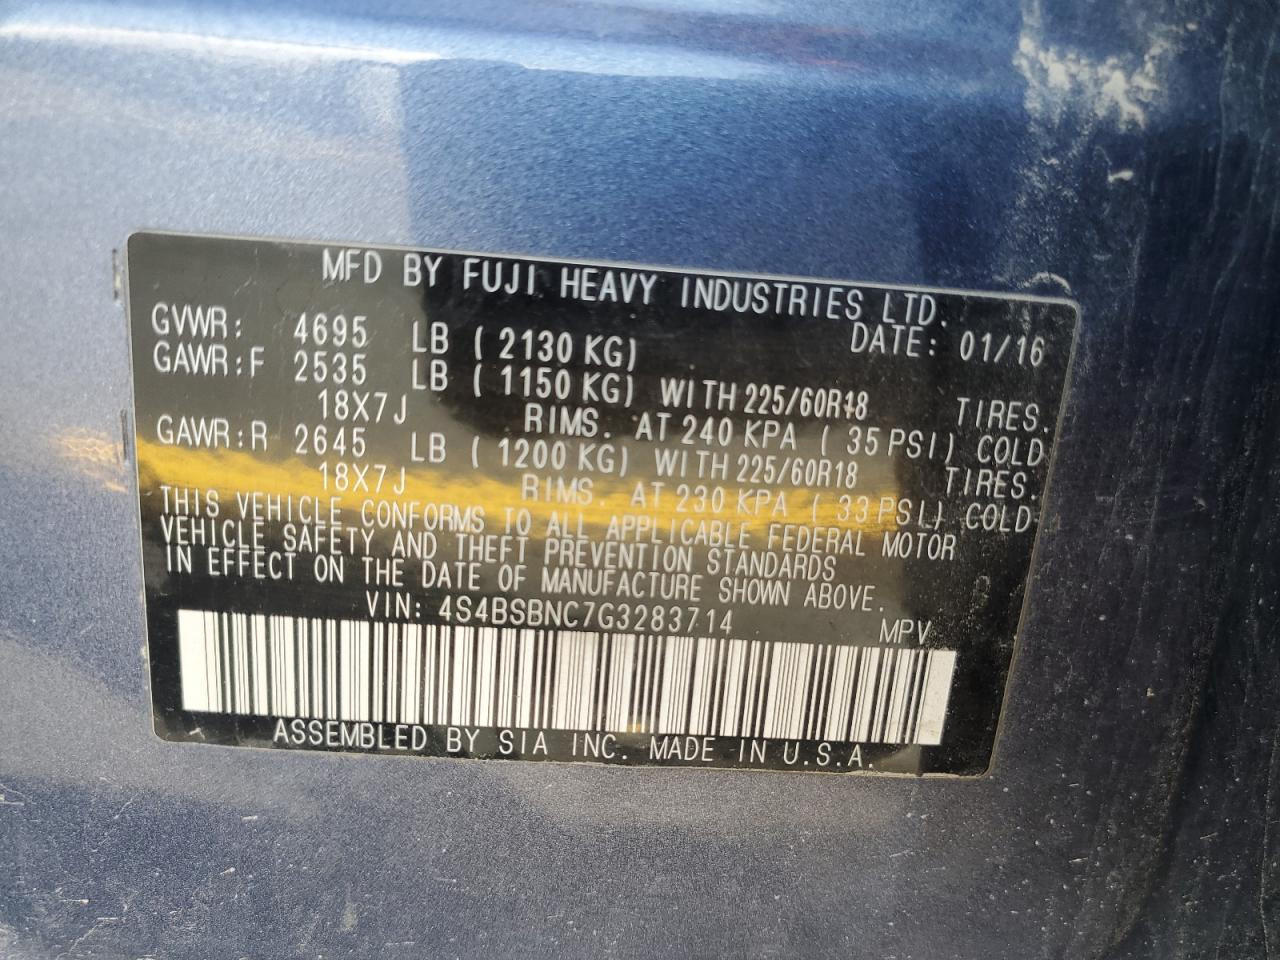 MFD BY FUJI HEAVY INDUSTRIES LTD.
GVWR: 4695 LB ( 2130 KG) DATE: 01/16
GAWR:F 2535 LB ( 1150 KG) WITH 225/60R18 TIRES.
18X7J RIMS. AT 240 KPA ( 35 PSI) COLD
GAWR:R 2645 LB ( 1200 KG) WITH 225/60R18 TIRES.
18X7J RIMS. AT 230 KPA ( 33 PSI) COLD
THIS VEHICLE CONFORMS TO ALL APPLICABLE FEDERAL MOTOR
VEHICLE SAFETY AND THEFT PREVENTION STANDARDS
IN EFFECT ON THE DATE OF MANUFACTURE SHOWN ABOVE.
VIN: 4S4BSBNC7G3283714 MPV
ASSEMBLED BY SIA INC. MADE IN U.S.A.